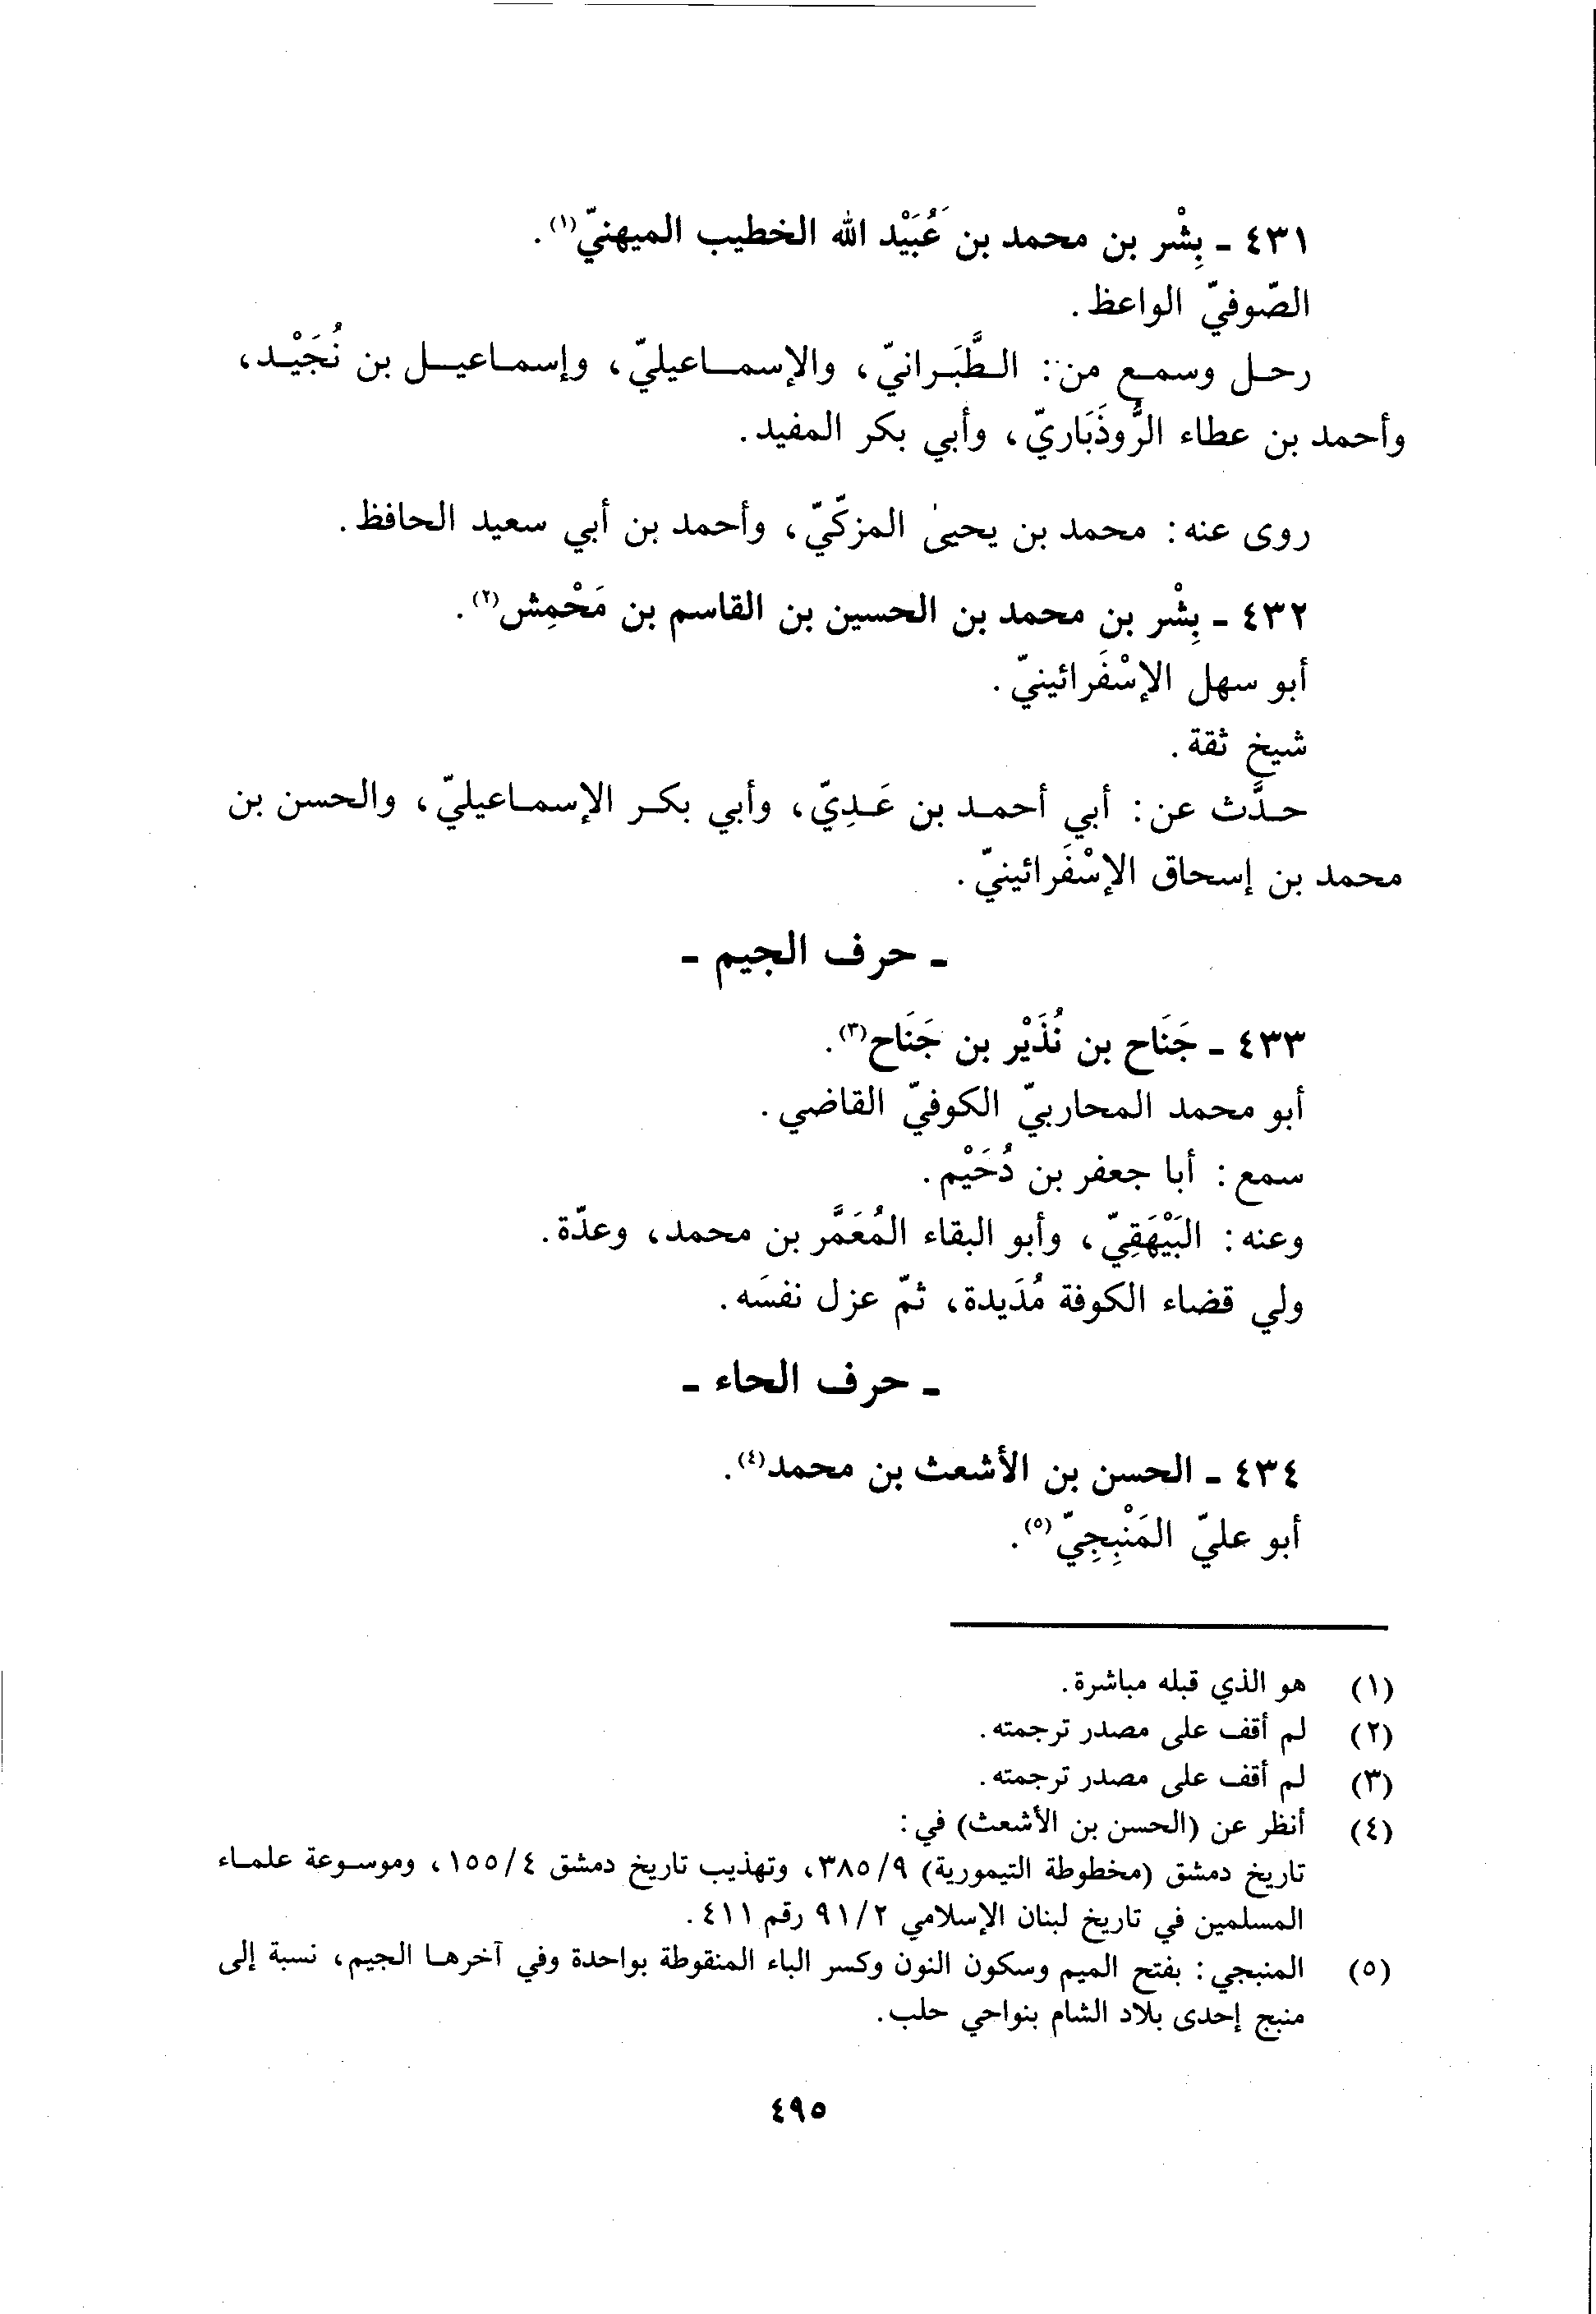 ٤٣١ - بِشْر بن محمد بن عُبَيْد الله الخطيب الميهنيّ(١).
الصّوفيّ الواعظ.
رحل وسمع من: الطَّبَرانيّ، والإسماعيليّ، وإسماعيل بن نُجَيْد،
وأحمد بن عطاء الرُّوذَبَاريّ، وأبي بكر المفيد.
روى عنه: محمد بن يحيىٰ المزكّيّ، وأحمد بن أبي سعيد الحافظ.
٤٣٢ - بِشْر بن محمد بن الحسين بن القاسم بن مَحْمِش(٢).
أبو سهل الإسْفَرائينيّ.
شيخ ثقة.
حدَّث عن: أبي أحمد بن عَدِيّ، وأبي بكر الإسماعيليّ، والحسن بن
محمد بن إسحاق الإسْفَرائينيّ.
- حرف الجيم -
٤٣٣ - جَنَاح بن نُذَيْر بن جَنَاح(٣).
أبو محمد المحاربيّ الكوفيّ القاضي.
سمع: أبا جعفر بن دُحَيْم.
وعنه: البَيْهَقِيّ، وأبو البقاء المُعَمَّر بن محمد، وعدّة.
ولي قضاء الكوفة مُدَيدة، ثمّ عزل نفسَه.
- حرف الحاء -
٤٣٤ - الحسن بن الأشعث بن محمد(٤).
أبو عليّ المَنْبِجِيّ(٥).
(١) هو الذي قبله مباشرة.
(٢) لم أقف على مصدر ترجمته.
(٣) لم أقف على مصدر ترجمته.
(٤) أنظر عن (الحسن بن الأشعث) في:
تاريخ دمشق (مخطوطة التيمورية) ٣٨٥/٩، وتهذيب تاريخ دمشق ١٥٥/٤، وموسوعة علماء
المسلمين في تاريخ لبنان الإسلامي ٩١/٢ رقم ٤١١.
(٥) المنبجي: بفتح الميم وسكون النون وكسر الباء المنقوطة بواحدة وفي آخرها الجيم، نسبة إلى
منبج إحدى بلاد الشام بنواحي حلب.
٤٩٥